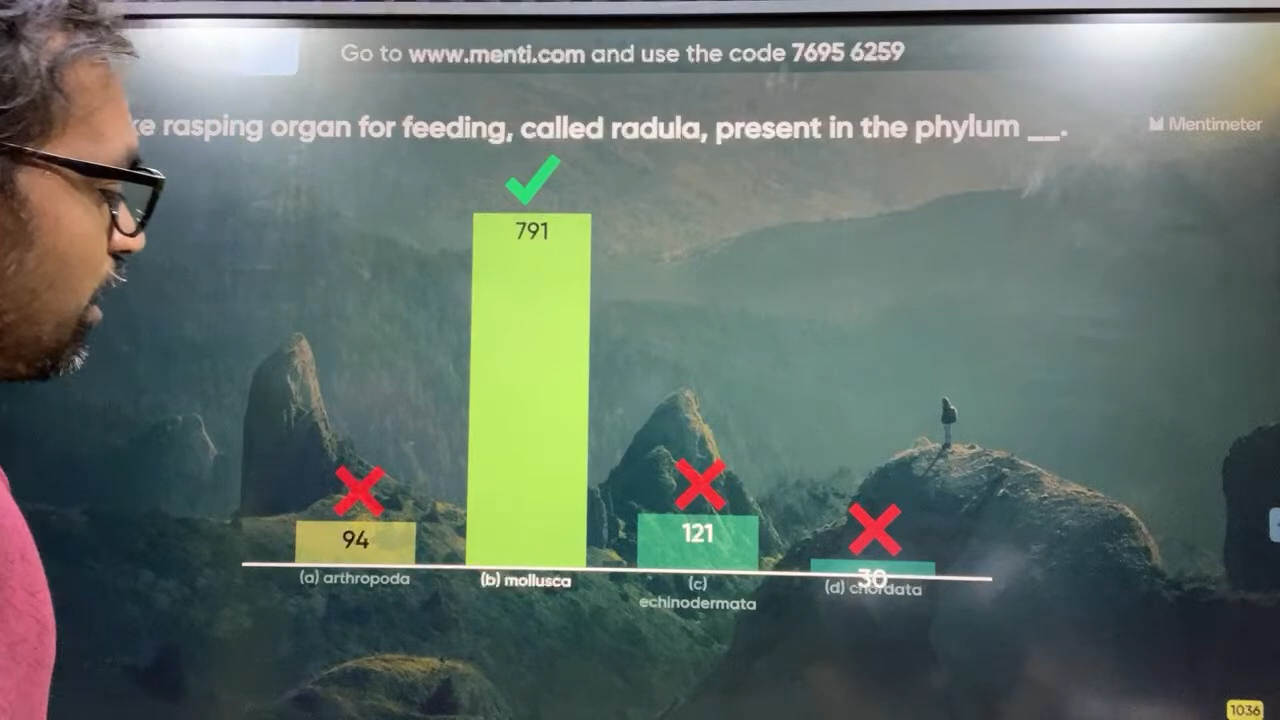 Go to www.menti.com and use the code 7695 6259
rasping organ for feeding, called radula, present in the phylum __.
Mentimeter
791
94
121
30
(a) arthropoda
(b) mollusca
(c)
echinodermata
(d) chordata
1036